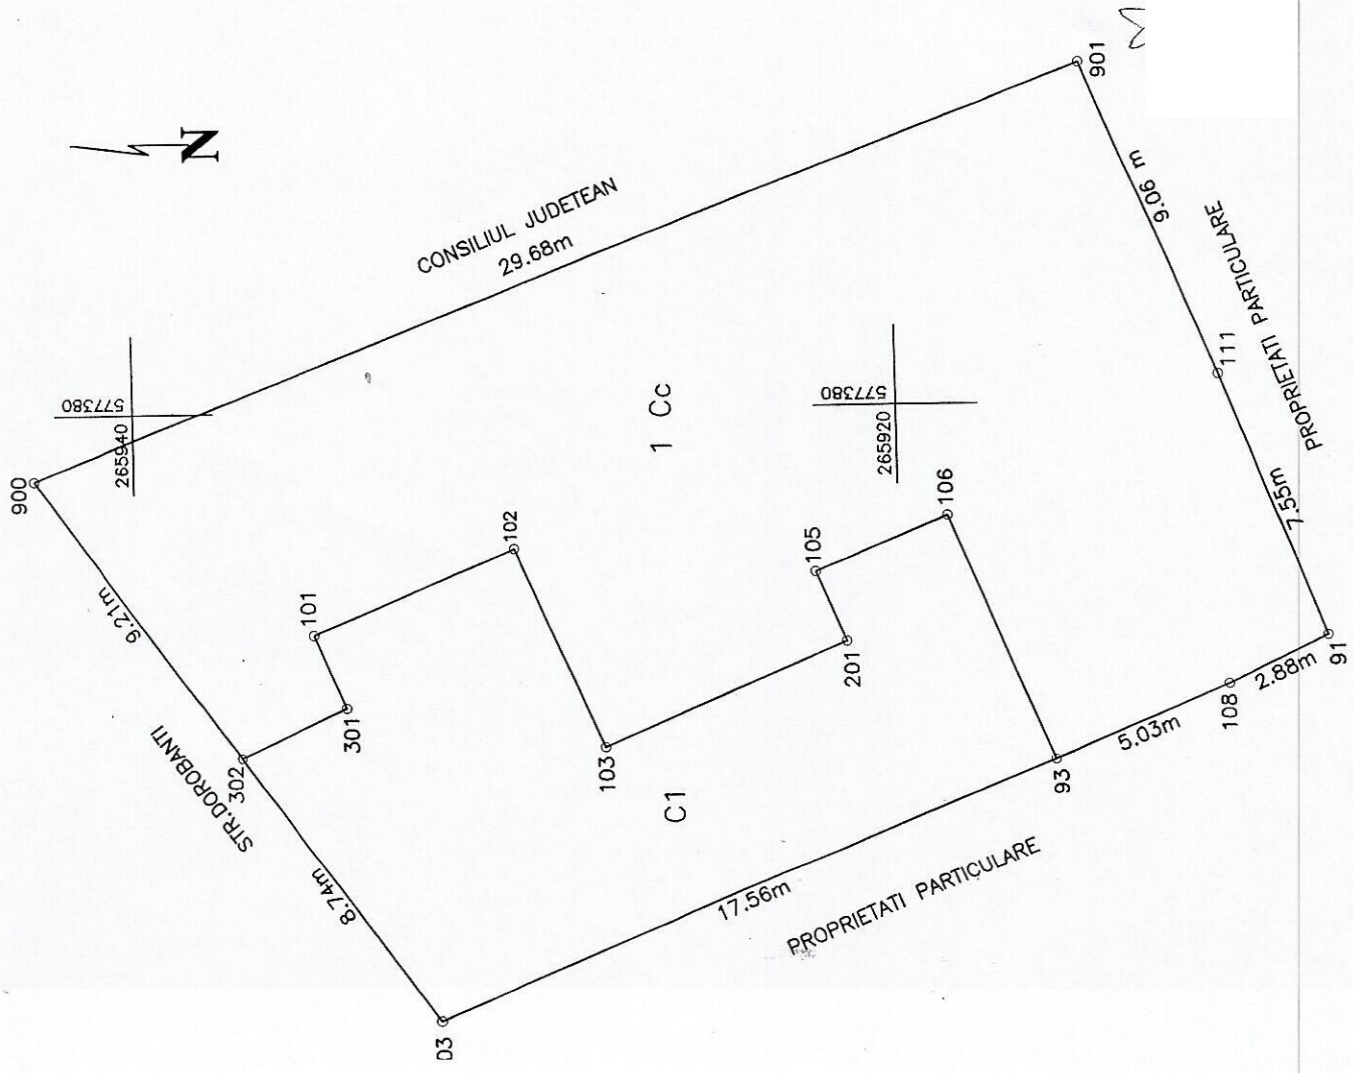 N
900
901
CONSILIUL JUDETEAN
29.68m
577380
265940
9.21m
101
102
STR.DOROBANTI
302
301
8.74m
103
C1
1 Cc
577380
265920
105
106
201
9.06 m
111
PROPRIETATI PARTICULARE
7.55m
91
2.88m
108
5.03m
93
17.56m
PROPRIETATI PARTICULARE
D3